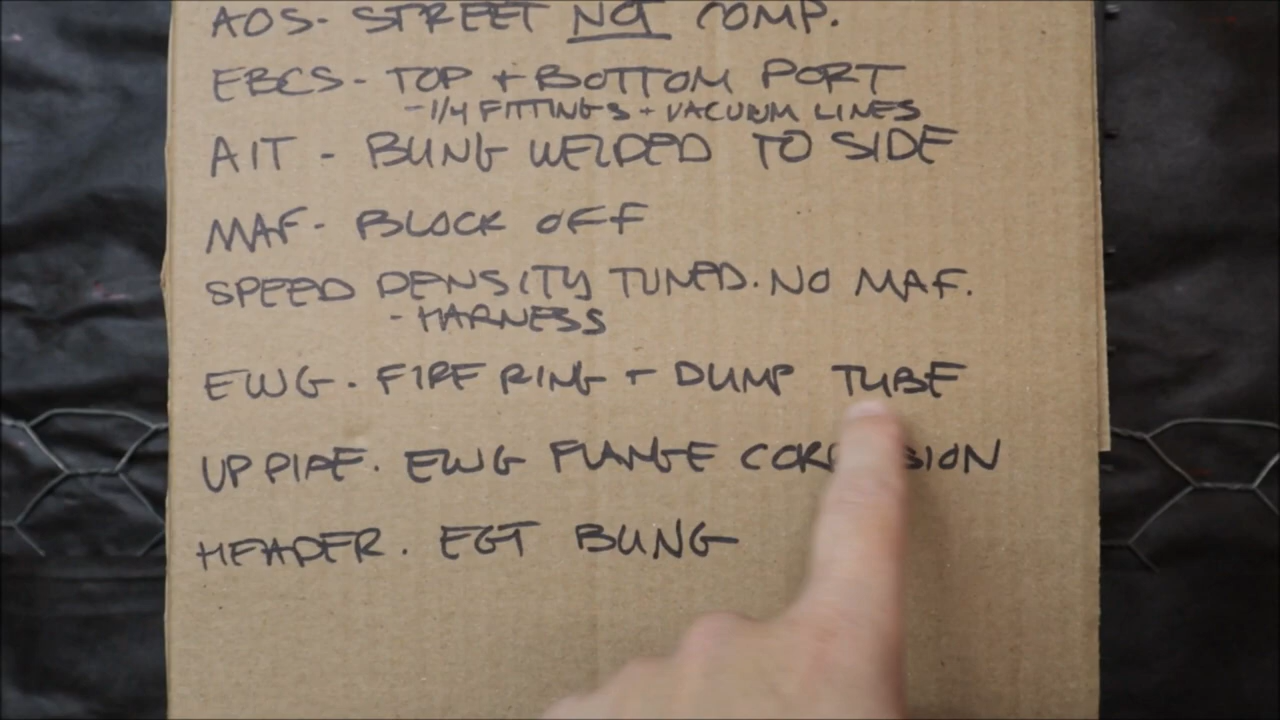 AOS- STREET NOT COMP.
EBCS- TOP + BOTTOM PORT
-1/4 FITTINGS + VACUUM LINES
AIT - BUNG WELDED TO SIDE
MAF- BLOCK OFF
SPEED DENSITY TUNED. NO MAF.
-HARNESS
EWG. FIRE RING + DUMP TUBE
UP PIPE. EWG FLANGE
HEADER. EGT BUNG